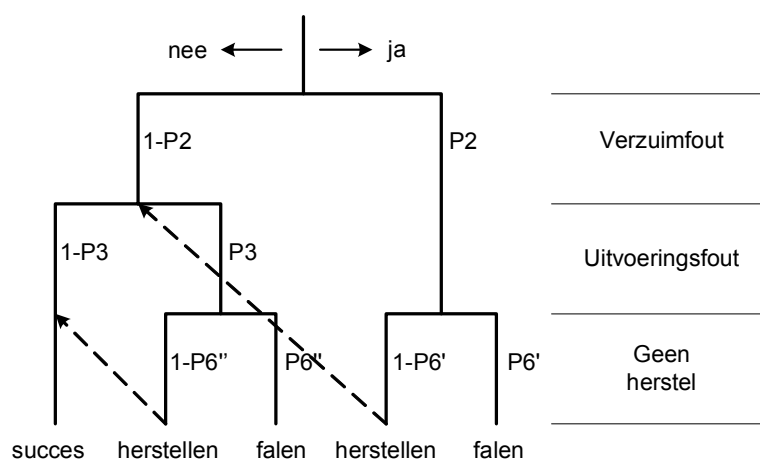 nee
ja
1-P2
P2
Verzuimfout
1-P3
P3
Uitvoeringsfout
1-P6''
P6''
1-P6'
P6'
Geen
herstel
succes
herstellen
falen
herstellen
falen